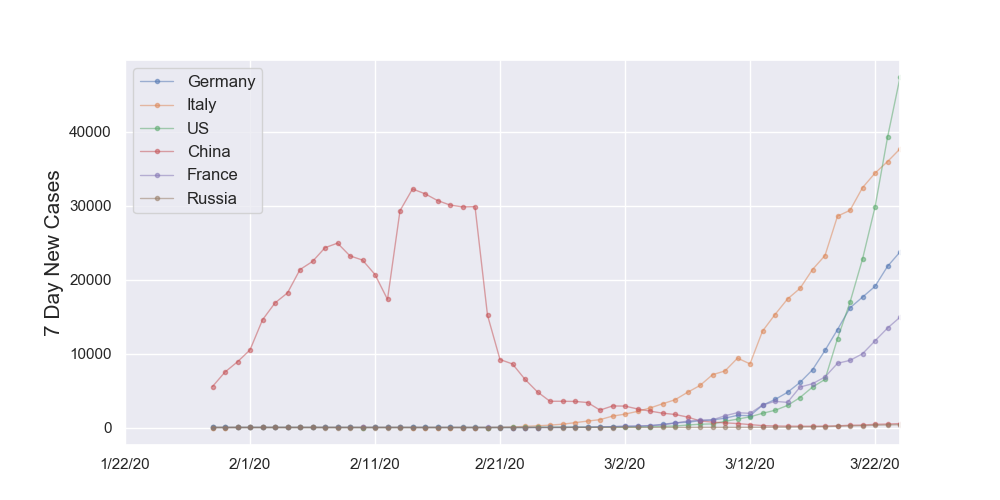 Germany
Italy
US
China
France
Russia
7 Day New Cases
40000
30000
20000
10000
0
1/22/20 2/1/20 2/11/20 2/21/20 3/2/20 3/12/20 3/22/20